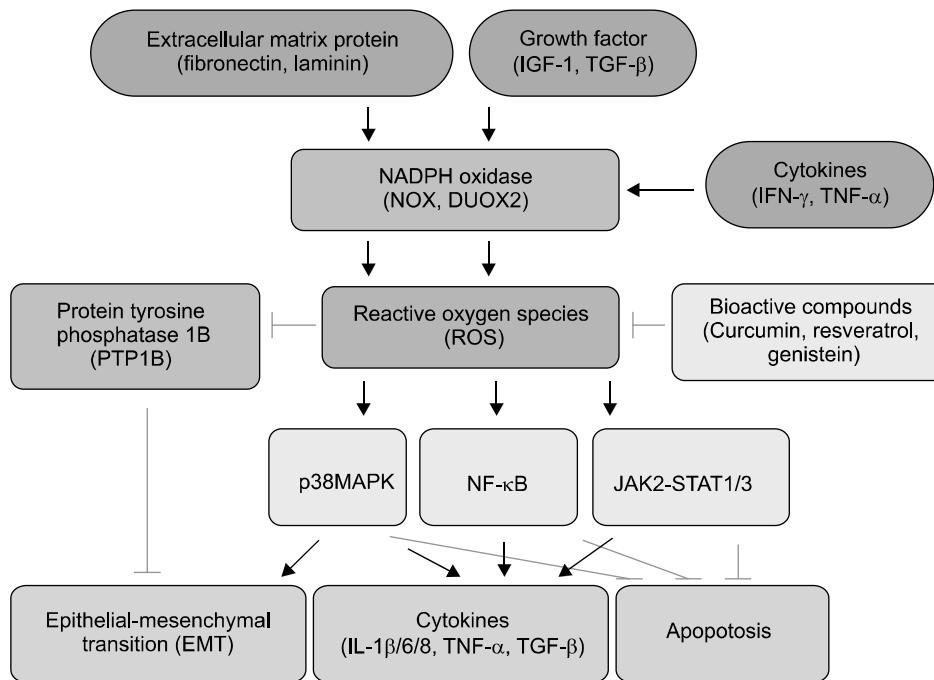 Extracellular matrix protein
(fibronectin, laminin)
Growth factor
(IGF-1, TGF-β)
NADPH oxidase
(NOX, DUOX2)
Cytokines
(IFN-γ, TNF-α)
Protein tyrosine
phosphatase 1B
(PTP1B)
Reactive oxygen species
(ROS)
Bioactive compounds
(Curcumin, resveratrol,
genistein)
p38MAPK
NF-κB
JAK2-STAT1/3
Epithelial-mesenchymal
transition (EMT)
Cytokines
(IL-1β/6/8, TNF-α, TGF-β)
Apopotosis